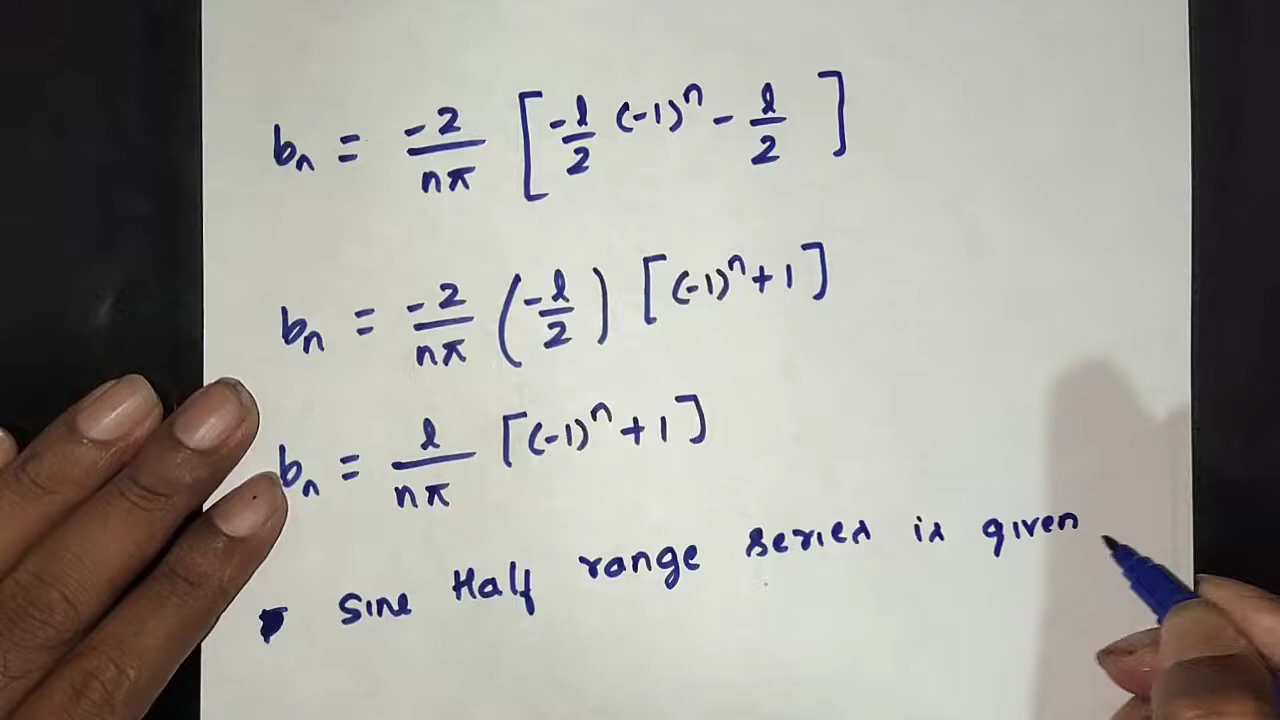 bₙ = -2/nπ [ -l/2 (-1)ⁿ - l/2 ]
bₙ = -2/nπ ( -l/2 ) [ (-1)ⁿ + 1 ]
bₙ = l/nπ [ (-1)ⁿ + 1 ]
Sine Half range series is given